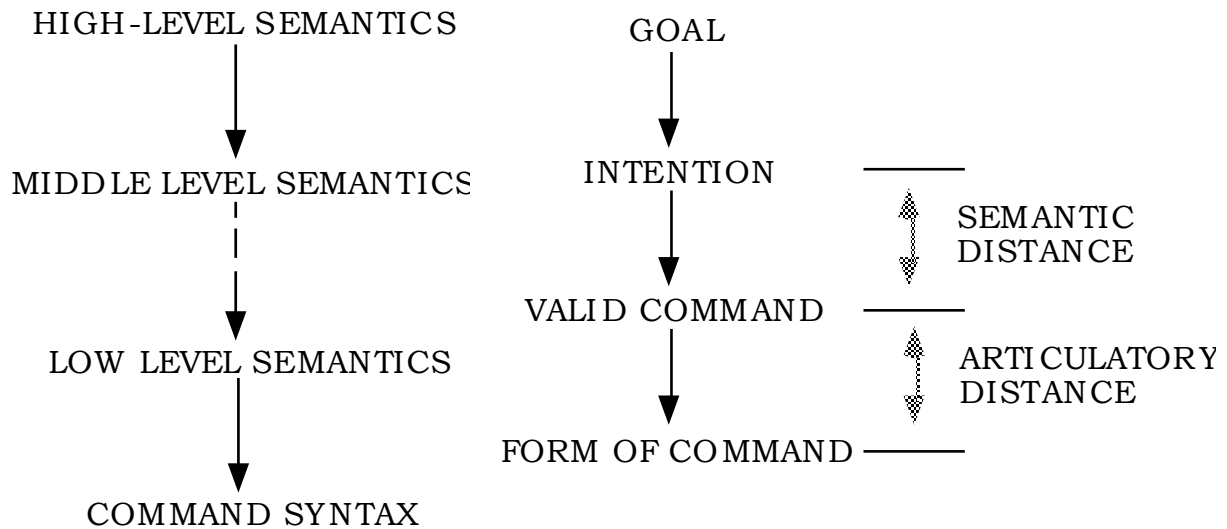 HIGH-LEVEL SEMANTICS
MIDDLE LEVEL SEMANTICS
LOW LEVEL SEMANTICS
COMMAND SYNTAX
GOAL
INTENTION
VALID COMMAND
FORM OF COMMAND
SEMANTIC
DISTANCE
ARTICULATORY
DISTANCE